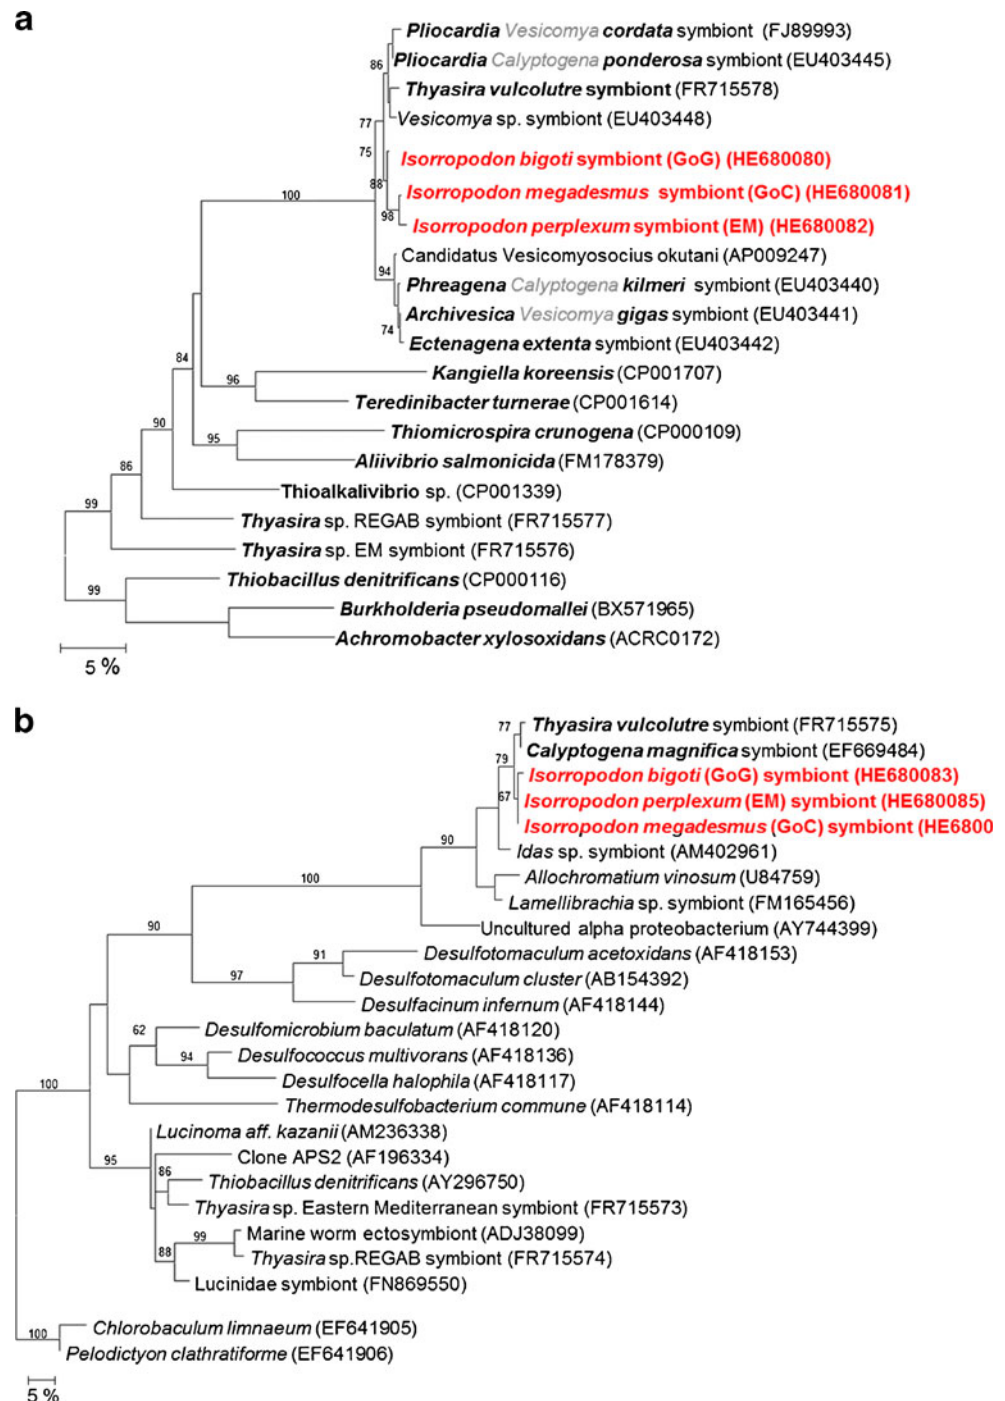 a
Pliocardia Vesicomya cordata symbiont (FJ89993)
86
Pliocardia Calyptogena ponderosa symbiont (EU403445)
Thyasira vulcolutre symbiont (FR715578)
77
Vesicomya sp. symbiont (EU403448)
75
Isorropodon bigoti symbiont (GoG) (HE680080)
88
100
Isorropodon megadesmus symbiont (GoC) (HE680081)
98
Isorropodon perplexum symbiont (EM) (HE680082)
Candidatus Vesicomyosocius okutani (AP009247)
94
Phreagena Calyptogena kilmeri symbiont (EU403440)
Archivesica Vesicomya gigas symbiont (EU403441)
74
Ectenagena extenta symbiont (EU403442)
84
Kangiella koreensis (CP001707)
96
Teredinibacter turnerae (CP001614)
90
Thiomicrospira crunogena (CP000109)
95
Aliivibrio salmonicida (FM178379)
86
Thioalkalivibrio sp. (CP001339)
99
Thyasira sp. REGAB symbiont (FR715577)
Thyasira sp. EM symbiont (FR715576)
99
Thiobacillus denitrificans (CP000116)
Burkholderia pseudomallei (BX571965)
Achromobacter xylosoxidans (ACRC0172)
5 %
b
77
Thyasira vulcolutre symbiont (FR715575)
Calyptogena magnifica symbiont (EF669484)
79
Isorropodon bigoti (GoG) symbiont (HE680083)
67
Isorropodon perplexum (EM) symbiont (HE680085)
Isorropodon megadesmus (GoC) symbiont (HE6800
90
Idas sp. symbiont (AM402961)
100
Allochromatium vinosum (U84759)
Lamellibrachia sp. symbiont (FM165456)
90
Uncultured alpha proteobacterium (AY744399)
91
Desulfotomaculum acetoxidans (AF418153)
97
Desulfotomaculum cluster (AB154392)
Desulfacinum infernum (AF418144)
62
Desulfomicrobium baculatum (AF418120)
94
Desulfococcus multivorans (AF418136)
100
Desulfocella halophila (AF418117)
Thermodesulfobacterium commune (AF418114)
Lucinoma aff. kazanii (AM236338)
95
Clone APS2 (AF196334)
86
Thiobacillus denitrificans (AY296750)
Thyasira sp. Eastern Mediterranean symbiont (FR715573)
99
Marine worm ectosymbiont (ADJ38099)
88
Thyasira sp.REGAB symbiont (FR715574)
Lucinidae symbiont (FN869550)
100
Chlorobaculum limnaeum (EF641905)
Pelodictyon clathratiforme (EF641906)
5 %